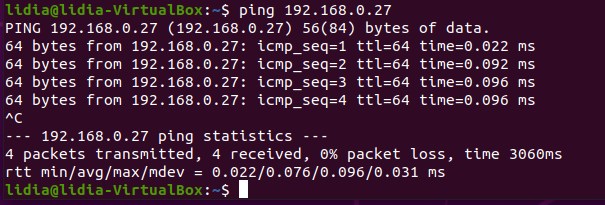 lidia@lidia-VirtualBox:~$ ping 192.168.0.27
PING 192.168.0.27 (192.168.0.27) 56(84) bytes of data.
64 bytes from 192.168.0.27: icmp_seq=1 ttl=64 time=0.022 ms
64 bytes from 192.168.0.27: icmp_seq=2 ttl=64 time=0.092 ms
64 bytes from 192.168.0.27: icmp_seq=3 ttl=64 time=0.096 ms
64 bytes from 192.168.0.27: icmp_seq=4 ttl=64 time=0.096 ms
^C
--- 192.168.0.27 ping statistics ---
4 packets transmitted, 4 received, 0% packet loss, time 3060ms
rtt min/avg/max/mdev = 0.022/0.076/0.096/0.031 ms
lidia@lidia-VirtualBox:~$